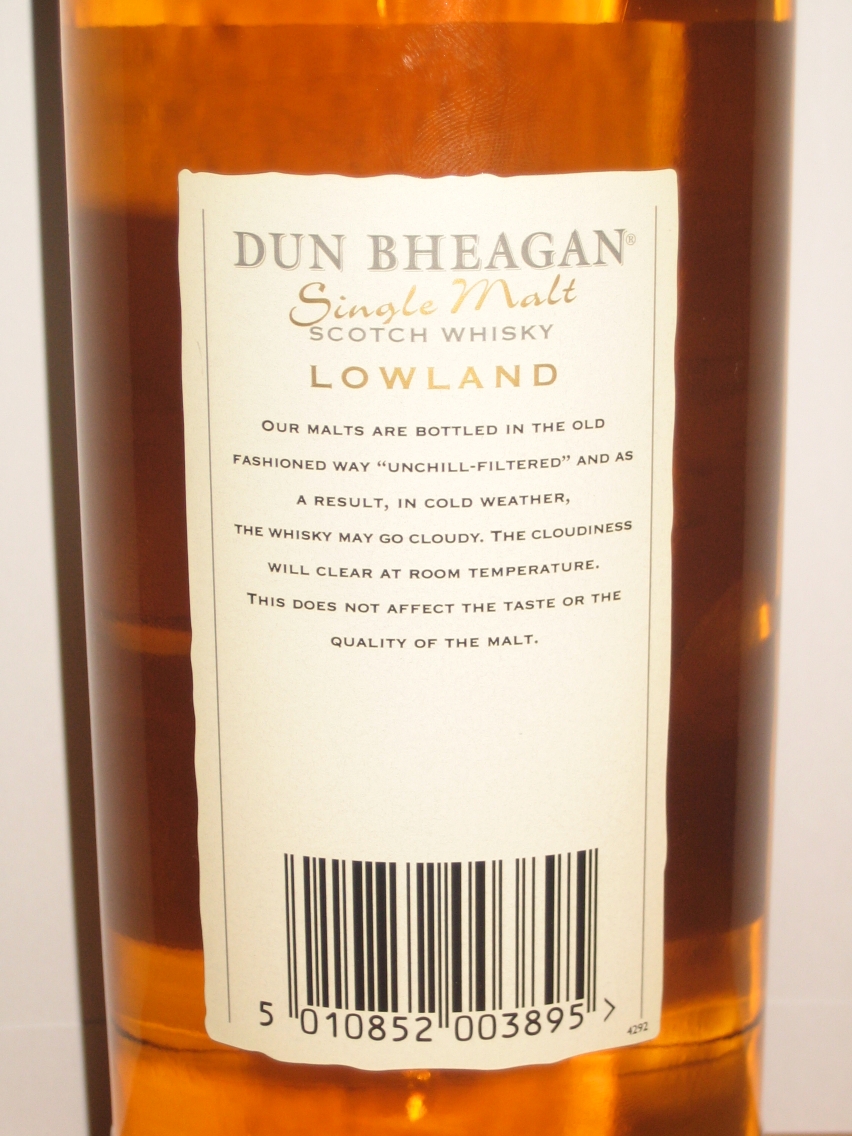 DUN BHEAGAN®
Single Malt
SCOTCH WHISKY
LOWLAND
OUR MALTS ARE BOTTLED IN THE OLD
FASHIONED WAY “UNCHILL-FILTERED” AND AS
A RESULT, IN COLD WEATHER,
THE WHISKY MAY GO CLOUDY. THE CLOUDINESS
WILL CLEAR AT ROOM TEMPERATURE.
THIS DOES NOT AFFECT THE TASTE OR THE
QUALITY OF THE MALT.
5 010852 003895 >
4292